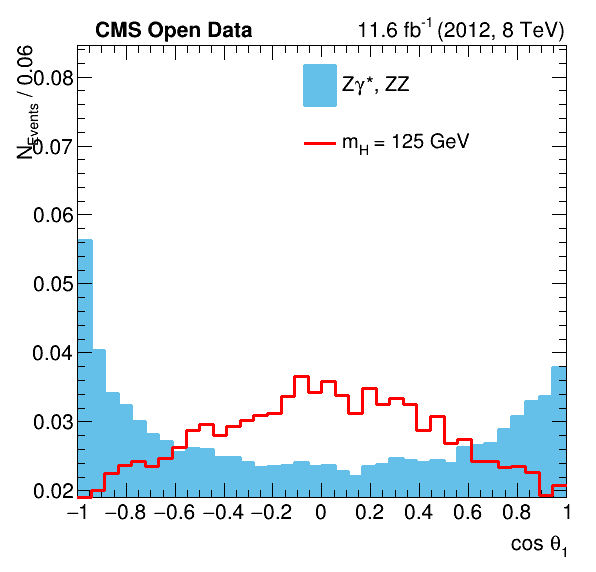 CMS Open Data 11.6 fb⁻¹ (2012, 8 TeV)
N_Events / 0.06
0.08
0.07
0.06
0.05
0.04
0.03
0.02
Zγ*, ZZ
m_H = 125 GeV
−1 −0.8 −0.6 −0.4 −0.2 0 0.2 0.4 0.6 0.8 1
cos θ₁